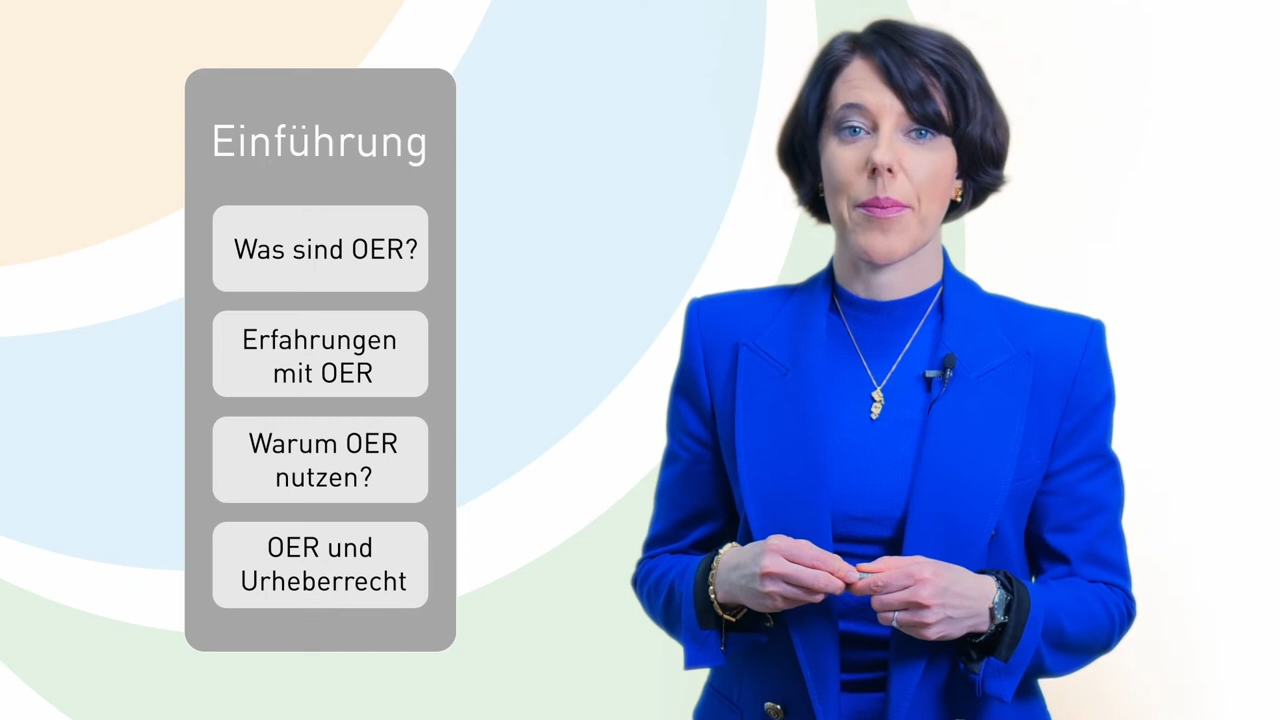 Einführung
Was sind OER?
Erfahrungen
mit OER
Warum OER
nutzen?
OER und
Urheberrecht